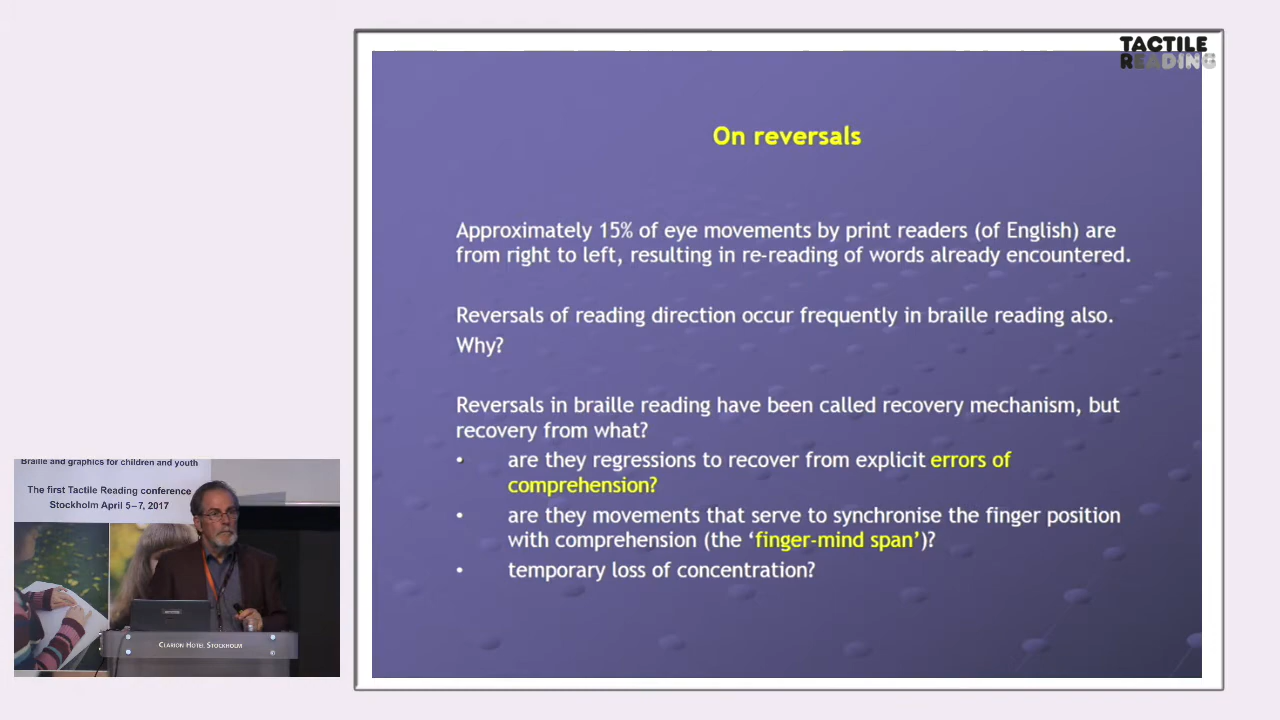 TACTILE
READING
On reversals
Approximately 15% of eye movements by print readers (of English) are
from right to left, resulting in re-reading of words already encountered.
Reversals of reading direction occur frequently in braille reading also.
Why?
Reversals in braille reading have been called recovery mechanism, but
recovery from what?
• are they regressions to recover from explicit errors of
comprehension?
• are they movements that serve to synchronise the finger position
with comprehension (the ‘finger-mind span’)?
• temporary loss of concentration?
Braille and graphics for children and youth
The first Tactile Reading conference
Stockholm April 5–7, 2017
CLARION HOTEL STOCKHOLM